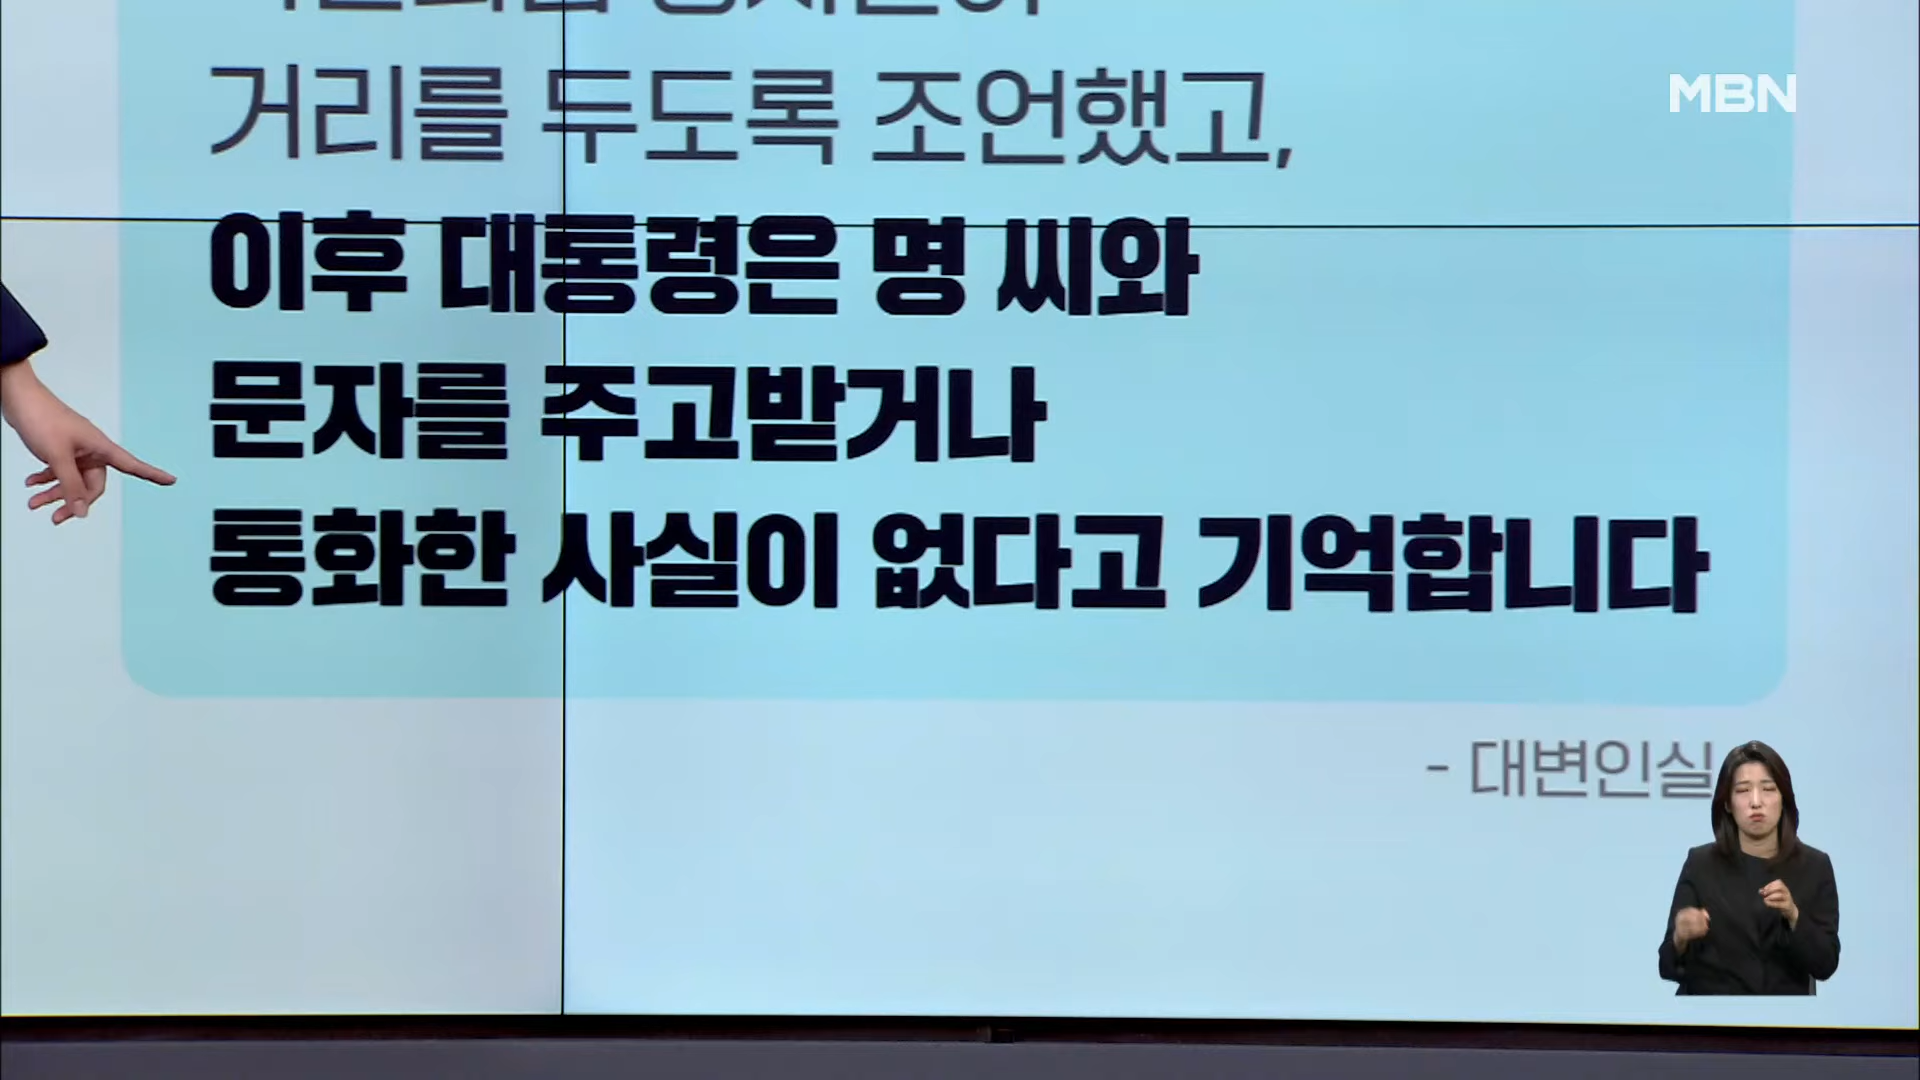 거리를 두도록 조언했고,
MBN
이후 대통령은 명 씨와
문자를 주고받거나
통화한 사실이 없다고 기억합니다
- 대변인실